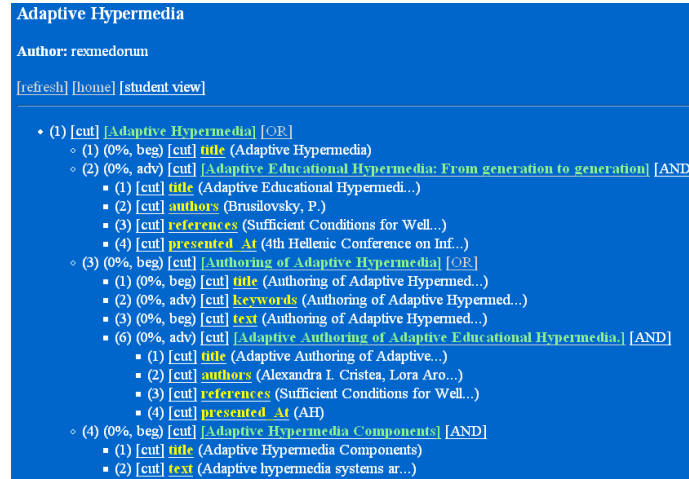 Adaptive Hypermedia
Author: rexmedorum
[refresh] [home] [student view]
(1) [cut] [Adaptive Hypermedia] [OR]
(1) (0%, beg) [cut] title (Adaptive Hypermedia)
(2) (0%, adv) [cut] [Adaptive Educational Hypermedia: From generation to generation] [AND
(1) [cut] title (Adaptive Educational Hypermedi...)
(2) [cut] authors (Brusilovsky, P.)
(3) [cut] references (Sufficient Conditions for Well...)
(4) [cut] presented_At (4th Hellenic Conference on Inf...)
(3) (0%, beg) [cut] [Authoring of Adaptive Hypermedia] [OR]
(1) (0%, beg) [cut] title (Authoring of Adaptive Hypermed...)
(2) (0%, adv) [cut] keywords (Authoring of Adaptive Hypermed...)
(3) (0%, beg) [cut] text (Authoring of Adaptive Hypermed...)
(6) (0%, adv) [cut] [Adaptive Authoring of Adaptive Educational Hypermedia.] [AND]
(1) [cut] title (Adaptive Authoring of Adaptive...)
(2) [cut] authors (Alexandra I. Cristea, Lora Aro...)
(3) [cut] references (Sufficient Conditions for Well...)
(4) [cut] presented_At (AH)
(4) (0%, beg) [cut] [Adaptive Hypermedia Components] [AND]
(1) [cut] title (Adaptive Hypermedia Components)
(2) [cut] text (Adaptive hypermedia systems ar...)